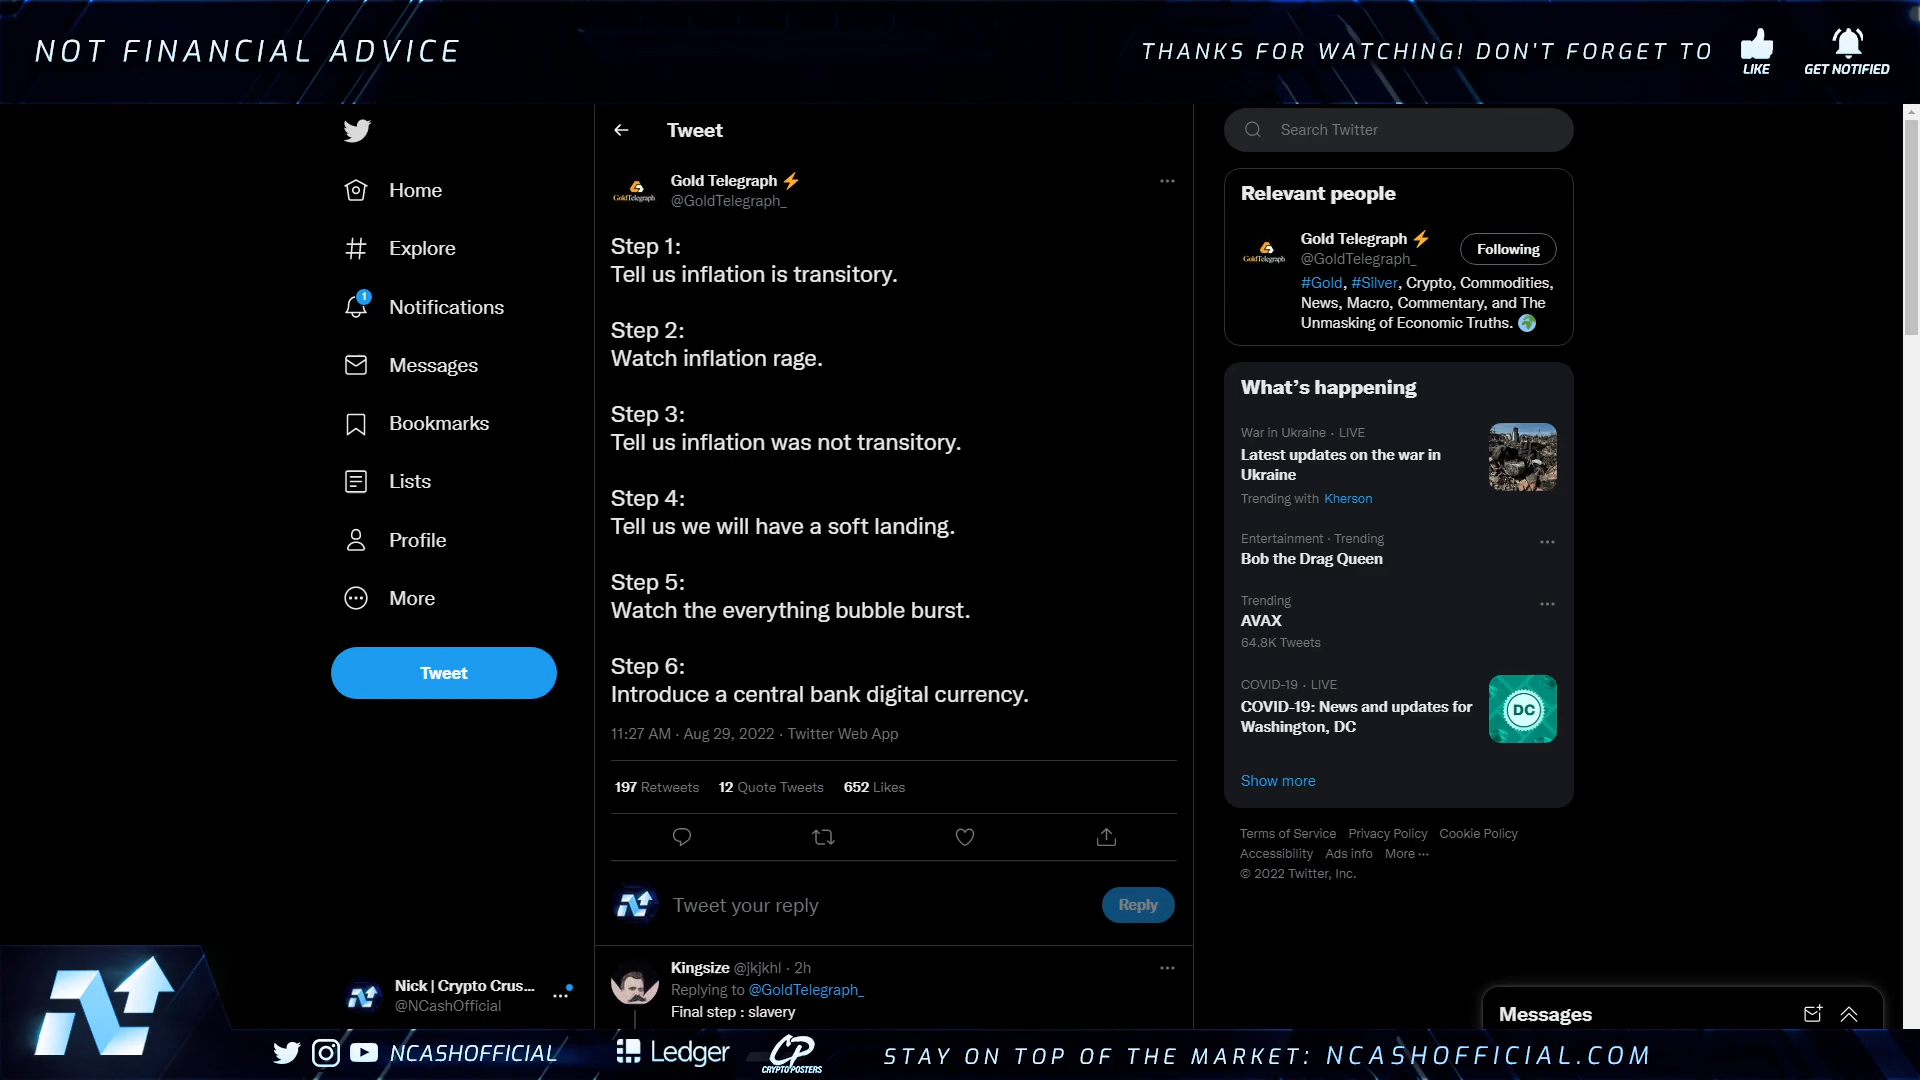 NOT FINANCIAL ADVICE
THANKS FOR WATCHING! DON'T FORGET TO
LIKE
GET NOTIFIED
Home
Explore
1
Notifications
Messages
Bookmarks
Lists
Profile
More
Tweet
Nick | Crypto Crus...
@NCashOfficial
Tweet
GoldTelegraph
Gold Telegraph ⚡
@GoldTelegraph_
Step 1:
Tell us inflation is transitory.
Step 2:
Watch inflation rage.
Step 3:
Tell us inflation was not transitory.
Step 4:
Tell us we will have a soft landing.
Step 5:
Watch the everything bubble burst.
Step 6:
Introduce a central bank digital currency.
11:27 AM · Aug 29, 2022 · Twitter Web App
197 Retweets 12 Quote Tweets 652 Likes
Tweet your reply
Reply
Kingsize @jkjkhl · 2h
Replying to @GoldTelegraph_
Final step : slavery
Search Twitter
Relevant people
GoldTelegraph
Gold Telegraph ⚡
@GoldTelegraph_
Following
#Gold, #Silver, Crypto, Commodities,
News, Macro, Commentary, and The
Unmasking of Economic Truths. 🌍
What's happening
War in Ukraine · LIVE
Latest updates on the war in
Ukraine
Trending with Kherson
Entertainment · Trending
Bob the Drag Queen
Trending
AVAX
64.8K Tweets
COVID-19 · LIVE
COVID-19: News and updates for
Washington, DC
DC
Show more
Terms of Service Privacy Policy Cookie Policy
Accessibility Ads info More ···
© 2022 Twitter, Inc.
Messages
NCASHOFFICIAL
Ledger
CP
CRYPTOPOSTERS
STAY ON TOP OF THE MARKET: NCASHOFFICIAL.COM